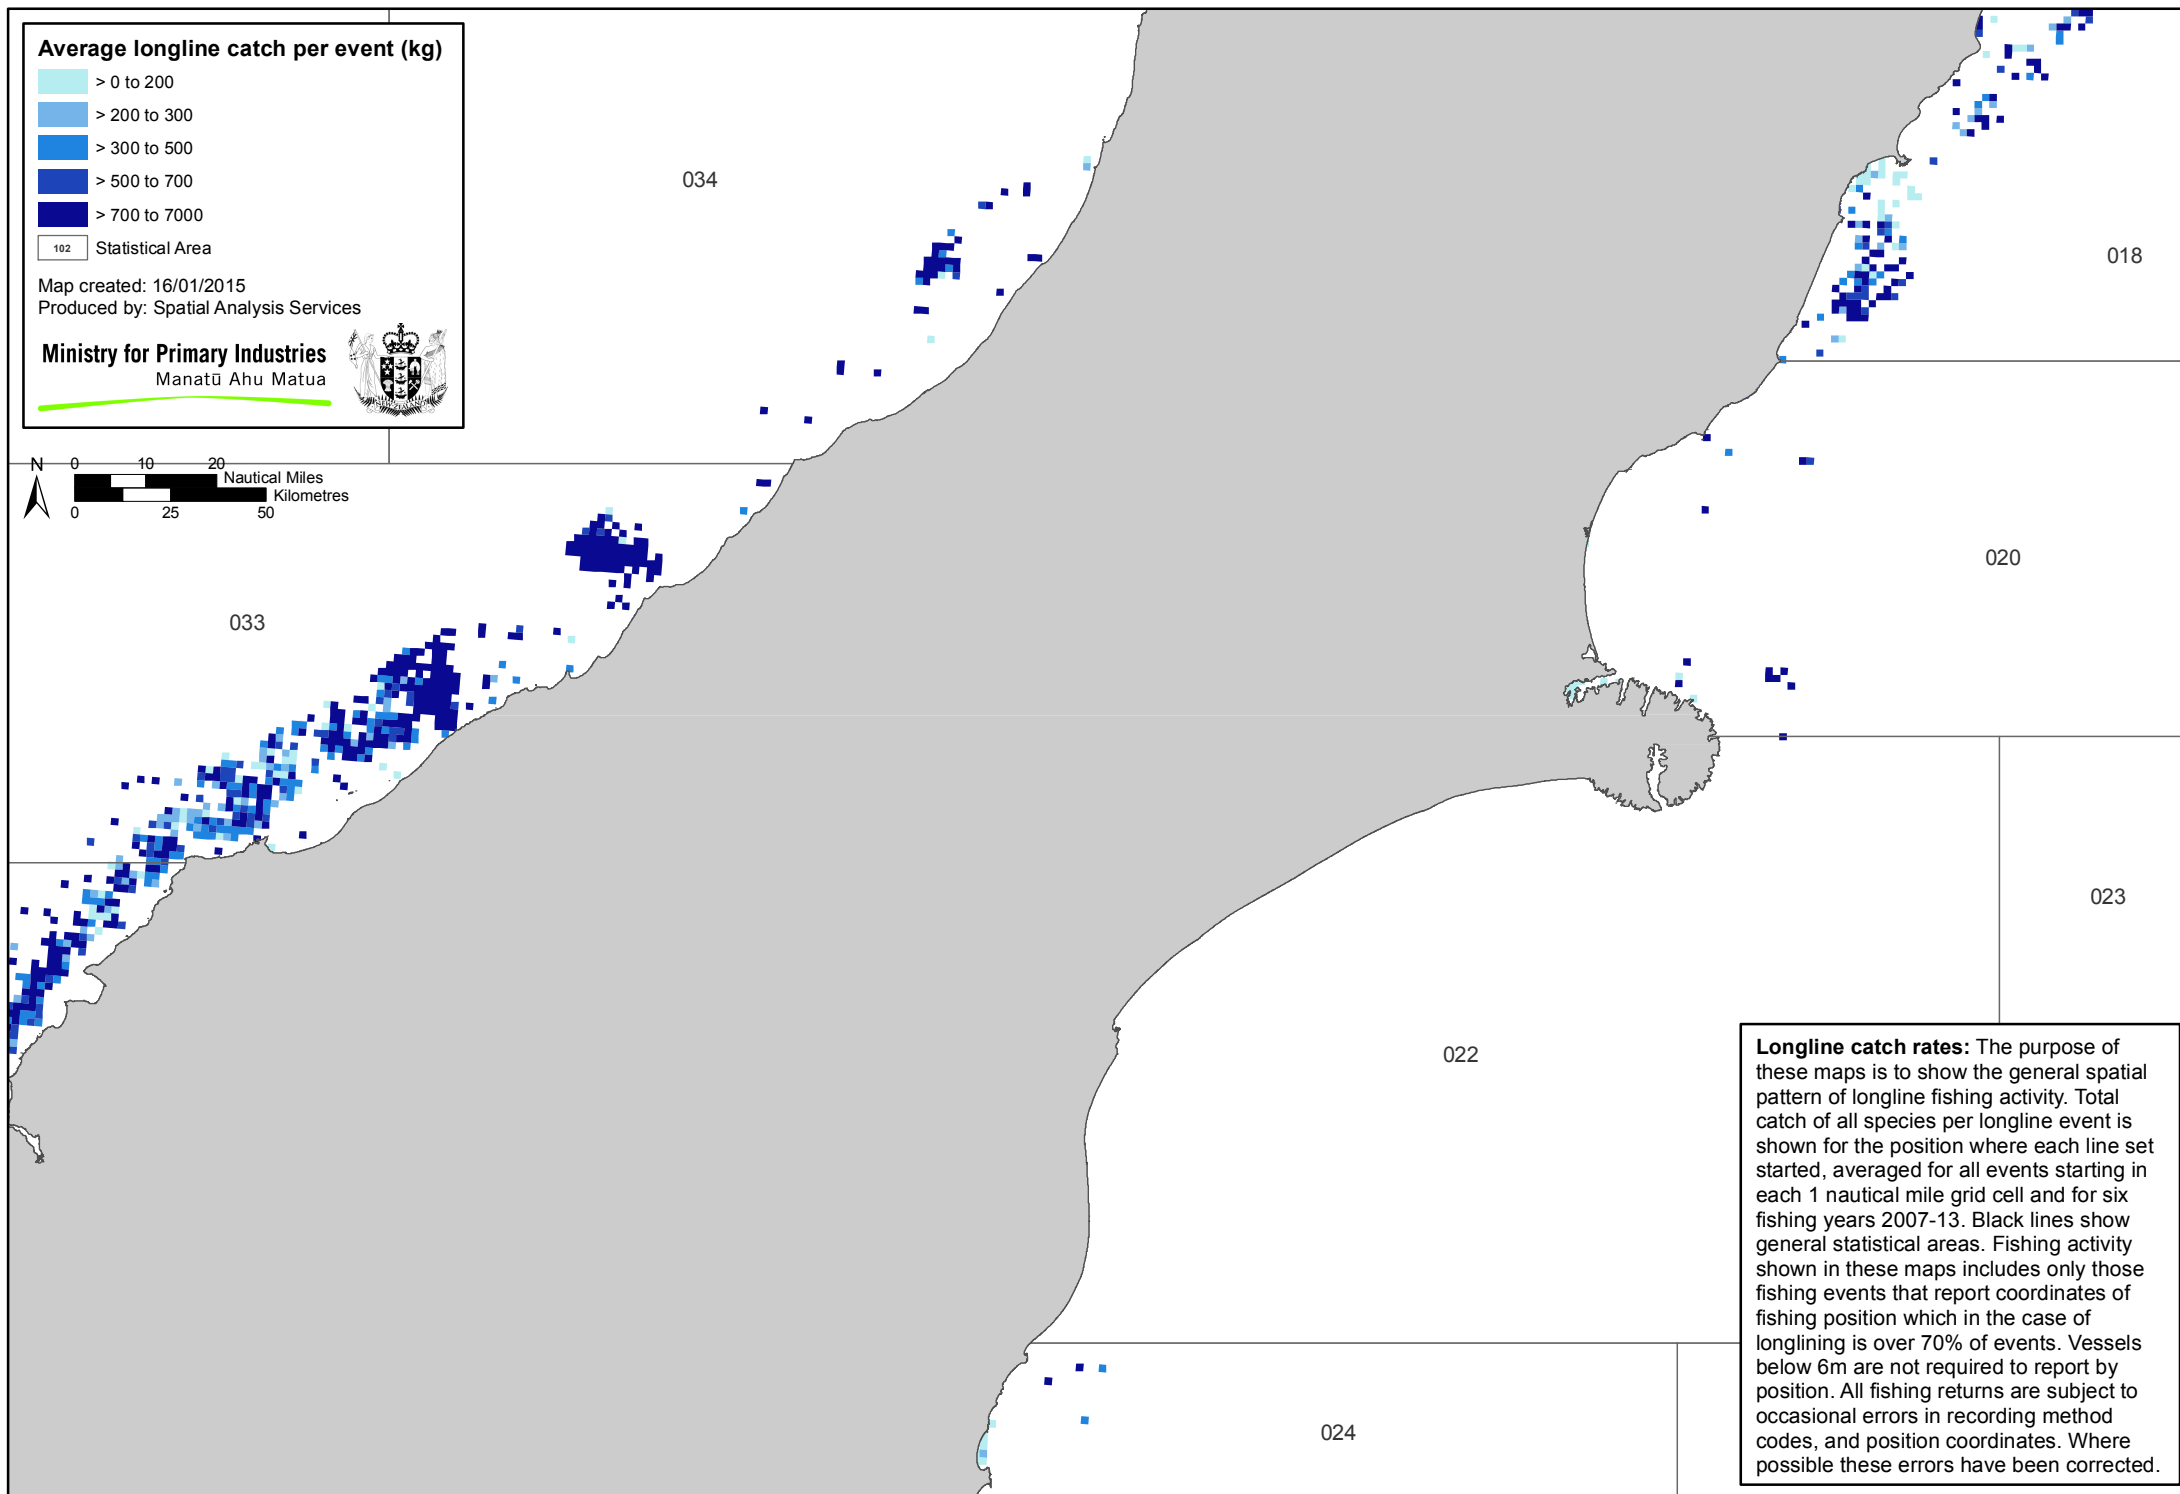 Average longline catch per event (kg)
> 0 to 200
> 200 to 300
> 300 to 500
> 500 to 700
> 700 to 7000
102 Statistical Area
Map created: 16/01/2015
Produced by: Spatial Analysis Services
Ministry for Primary Industries
Manatū Ahu Matua
NEW ZEALAND
N
0 10 20
Nautical Miles
Kilometres
0 25 50
034
018
033
020
023
022
024
Longline catch rates: The purpose of
these maps is to show the general spatial
pattern of longline fishing activity. Total
catch of all species per longline event is
shown for the position where each line set
started, averaged for all events starting in
each 1 nautical mile grid cell and for six
fishing years 2007-13. Black lines show
general statistical areas. Fishing activity
shown in these maps includes only those
fishing events that report coordinates of
fishing position which in the case of
longlining is over 70% of events. Vessels
below 6m are not required to report by
position. All fishing returns are subject to
occasional errors in recording method
codes, and position coordinates. Where
possible these errors have been corrected.